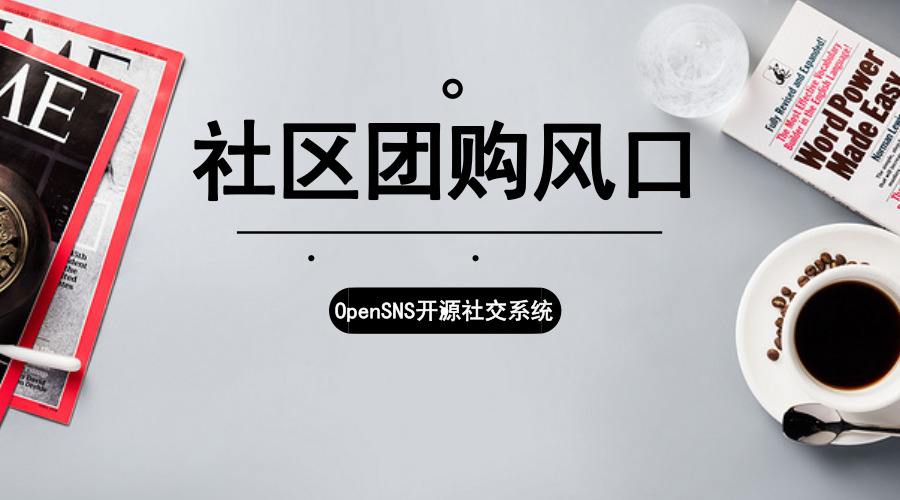 社区团购风口
OpenSNS开源社交系统
IME
ME
Fully Revised and Expanded!
The Most Effective Vocabulary
Builder in the English Language!
Word Power
Made Easy
Norman Lewis